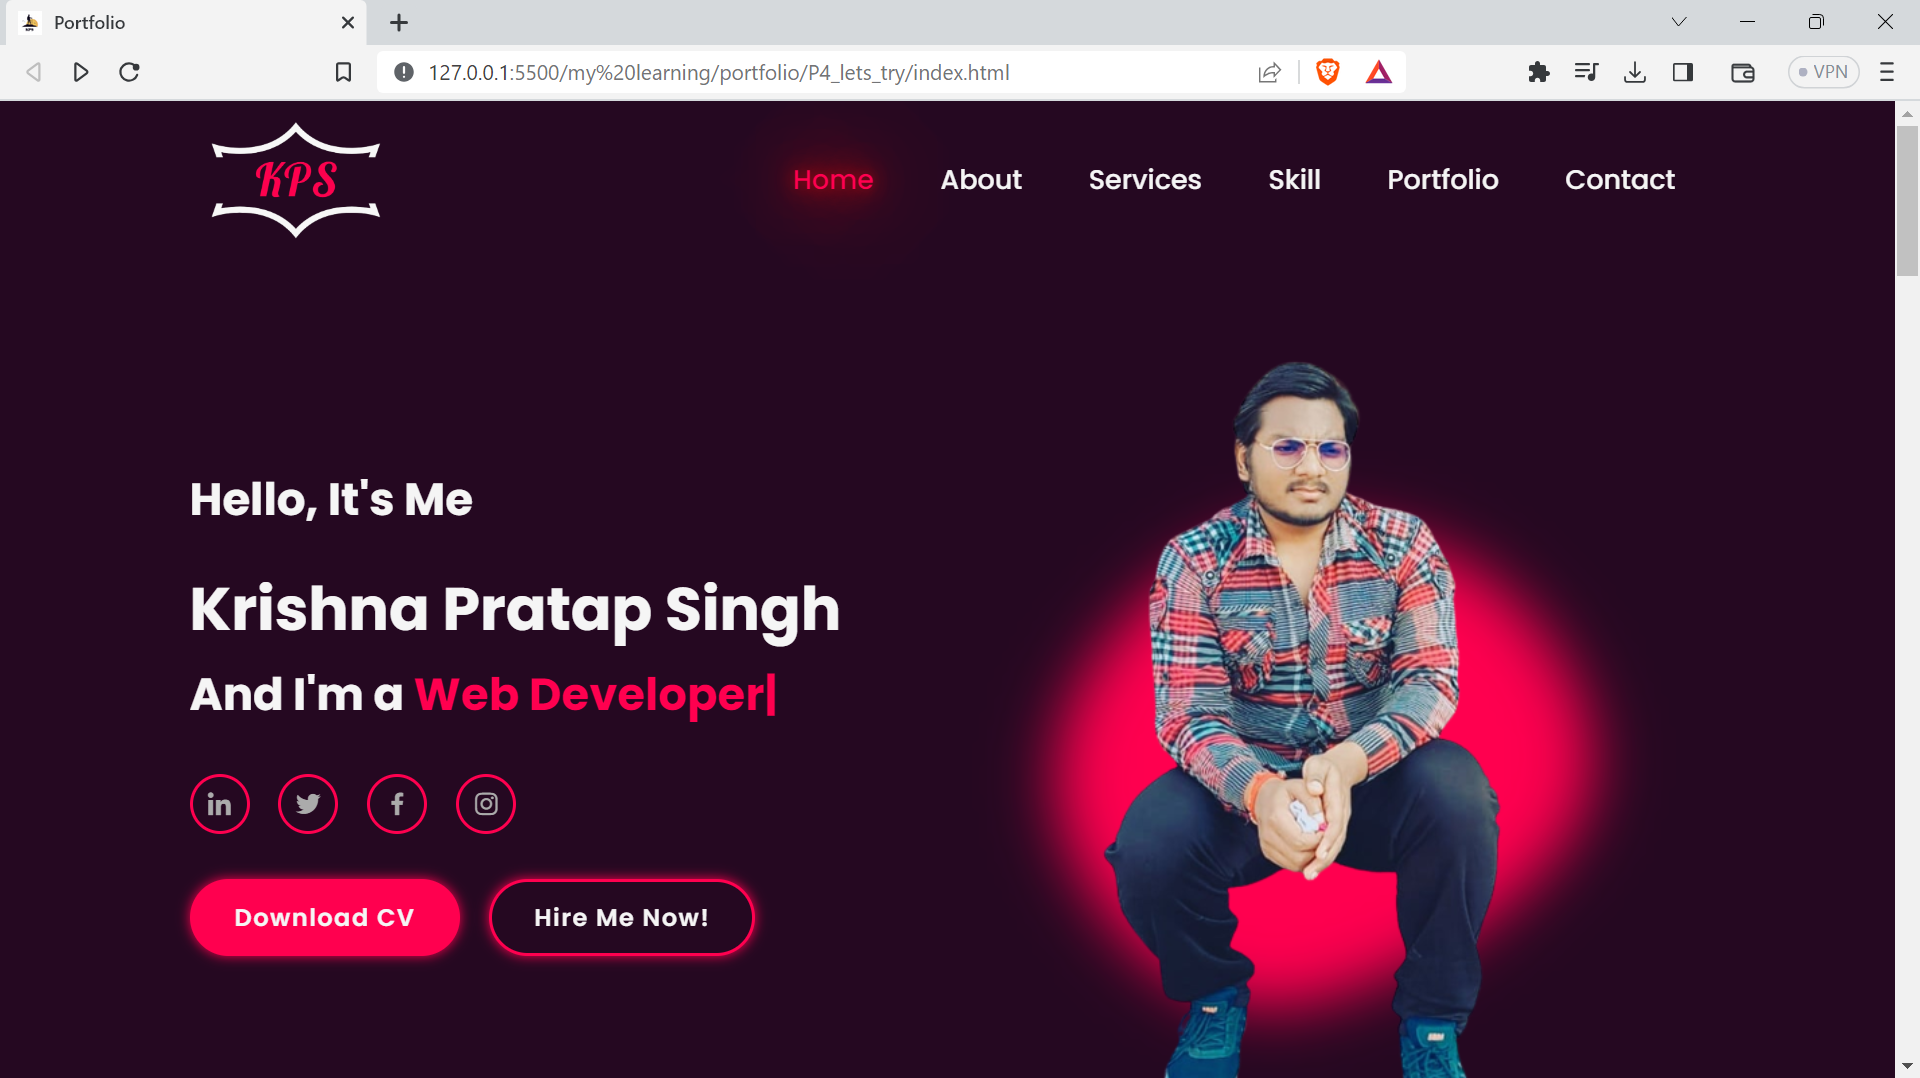 Portfolio
127.0.0.1:5500/my%20learning/portfolio/P4_lets_try/index.html
VPN
KPS
Home About Services Skill Portfolio Contact
Hello, It's Me
Krishna Pratap Singh
And I'm a Web Developer|
Download CV Hire Me Now!